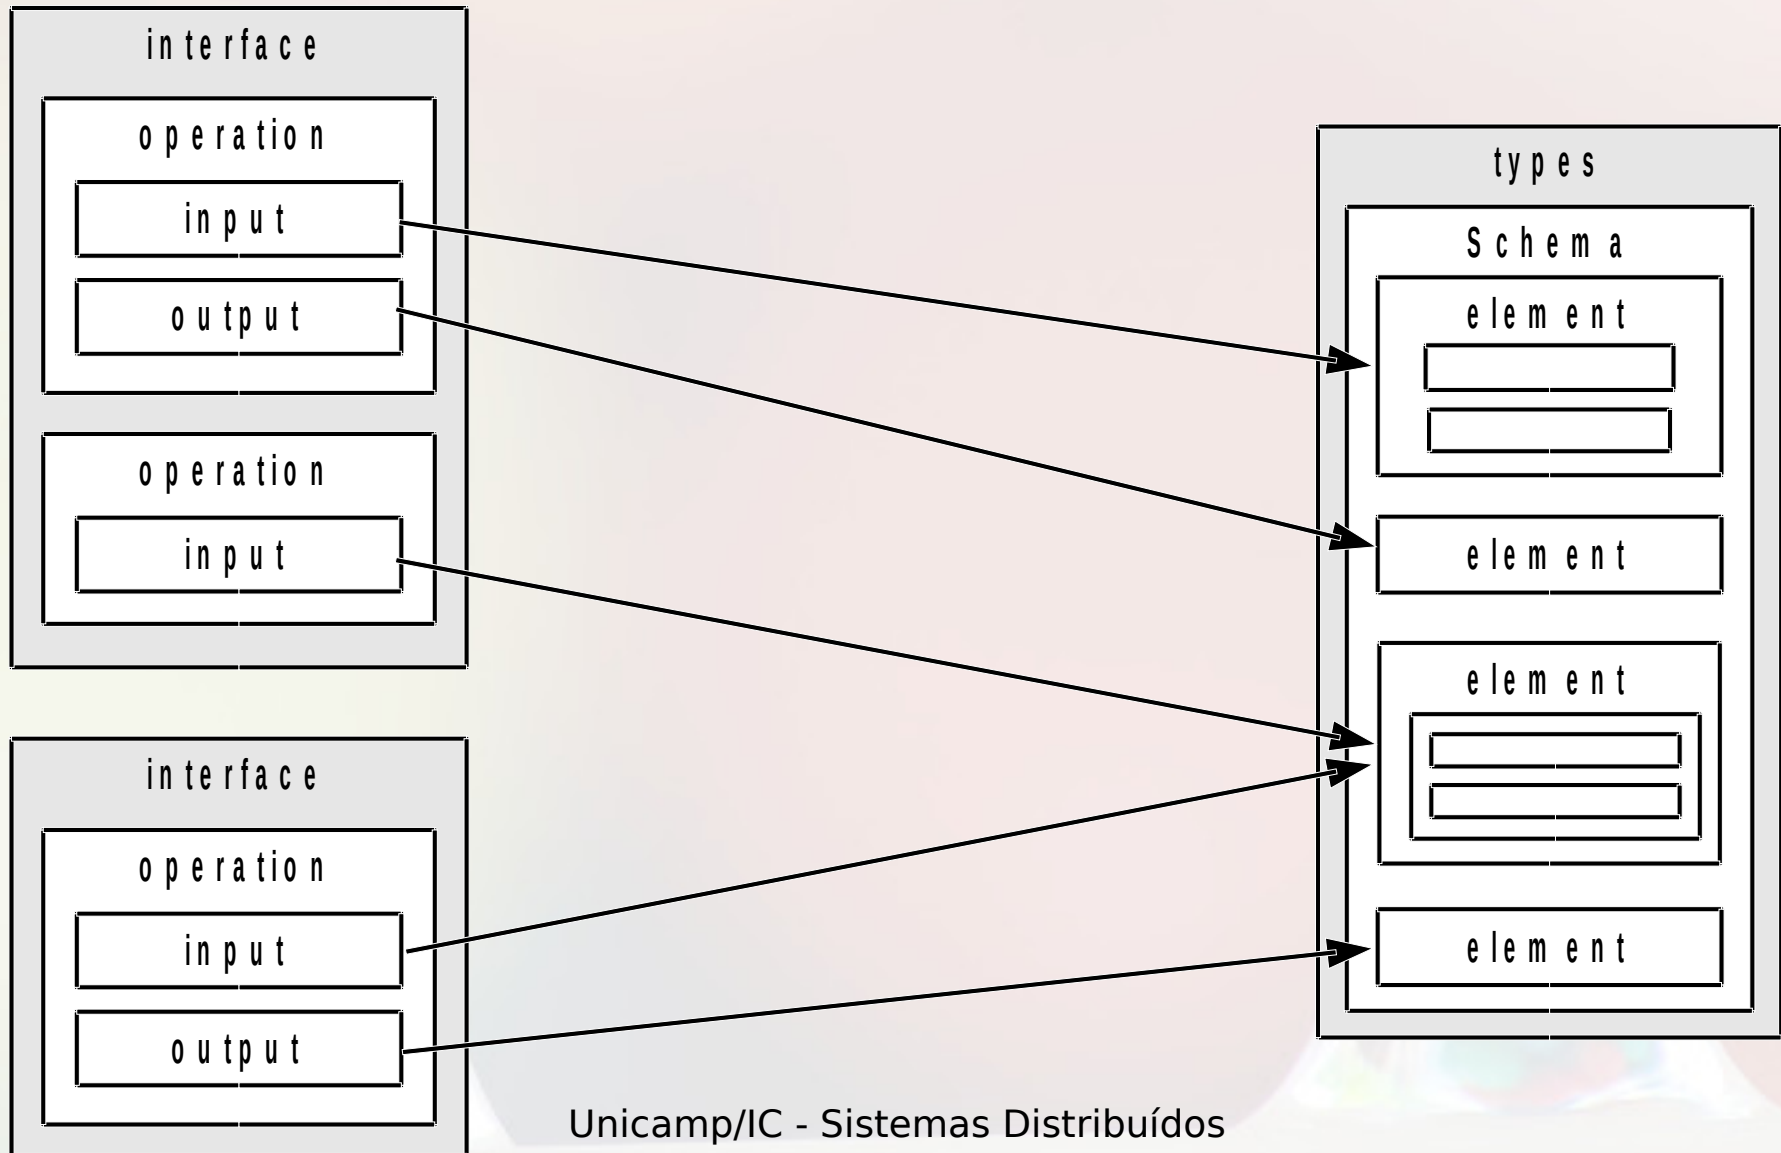 interface
operation
input
output
operation
input
interface
operation
input
output
types
Schema
element
element
element
element
Unicamp/IC - Sistemas Distribuídos